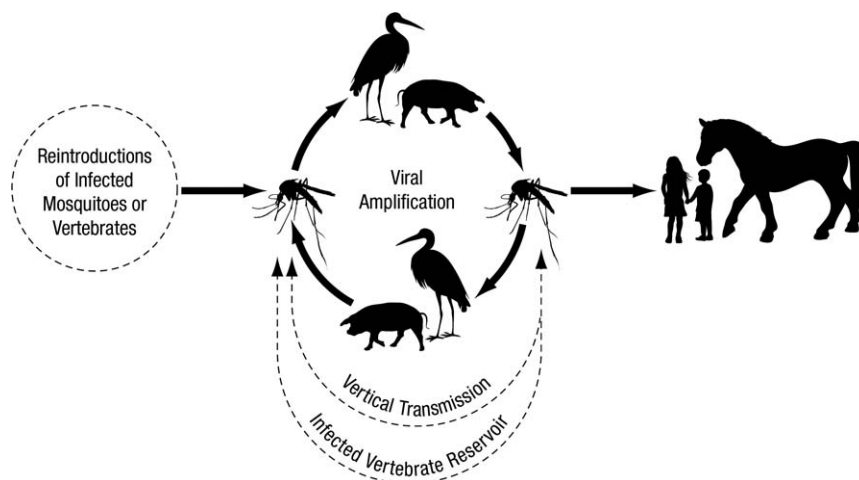 Reintroductions
of Infected
Mosquitoes or
Vertebrates
Viral
Amplification
Vertical Transmission
Infected Vertebrate Reservoir